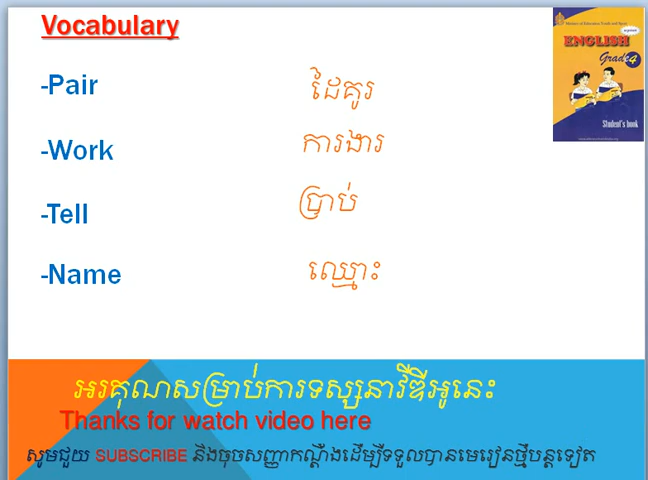 Vocabulary
-Pair ដៃគូរ
-Work ការងារ
-Tell ប្រាប់
-Name ឈ្មោះ
ENGLISH
Grade 4
Student's book
អរគុណសម្រាប់ការទស្សនាវីឌីអូនេះ
Thanks for watch video here
សូមជួយ SUBSCRIBE និងចុចសញ្ញាកណ្ដឹងដើម្បីទទួលបានមេរៀនថ្មីបន្តទៀត